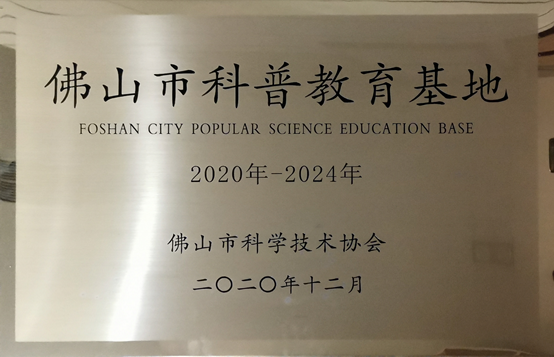 佛山市科普教育基地
FOSHAN CITY POPULAR SCIENCE EDUCATION BASE
2020年-2024年
佛山市科学技术协会
二〇二〇年十二月